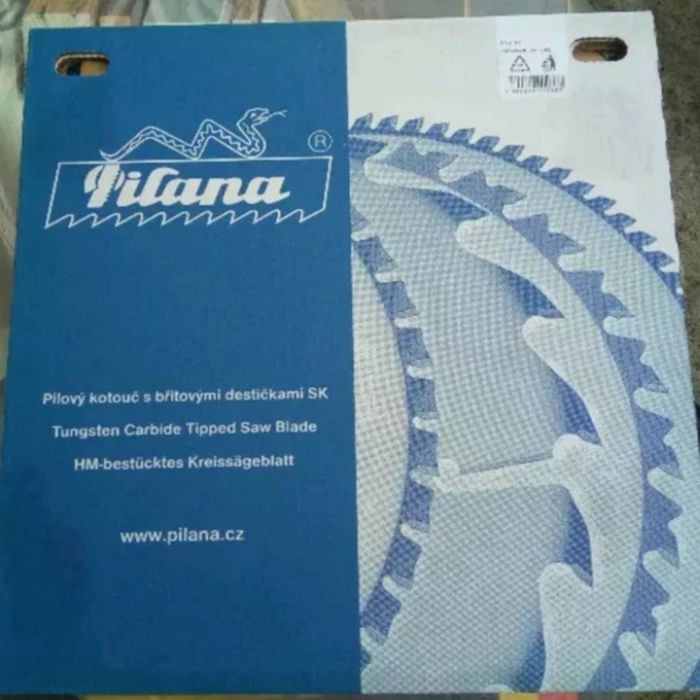 Pilana
®
Pilový kotouč s břitovými destičkami SK
Tungsten Carbide Tipped Saw Blade
HM-bestücktes Kreissägeblatt
www.pilana.cz